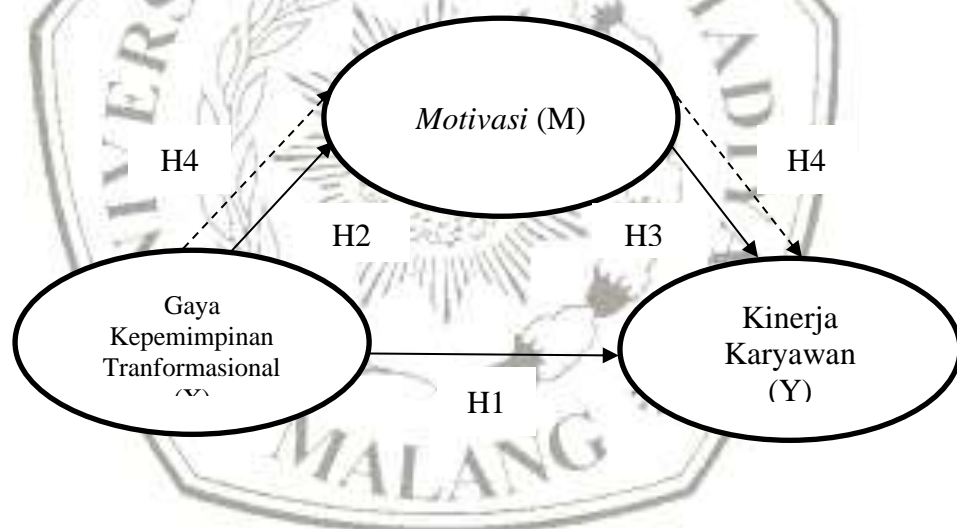 Motivasi (M)
H4
H4
H2
H3
Gaya
Kepemimpinan
Tranformasional
(X)
Kinerja
Karyawan
(Y)
H1
MALANG